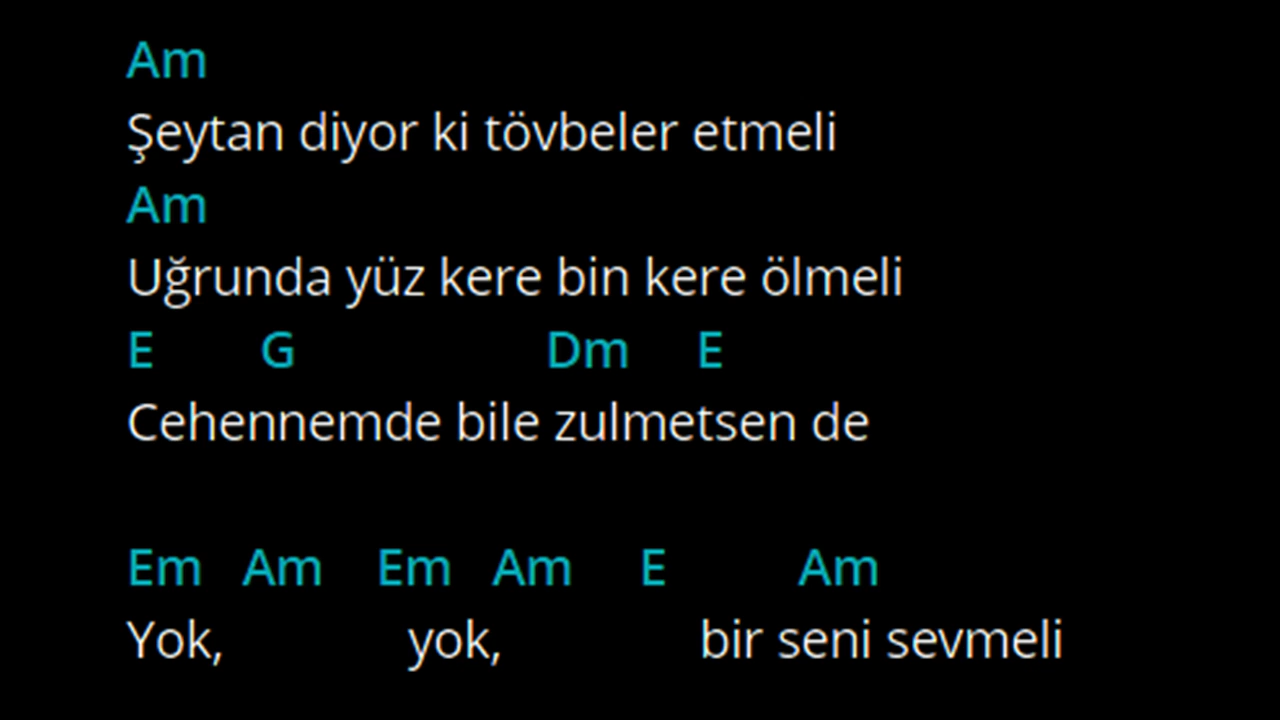 Am
Şeytan diyor ki tövbeler etmeli
Am
Uğrunda yüz kere bin kere ölmeli
E G Dm E
Cehennemde bile zulmetsen de
Em Am Em Am E Am
Yok, yok, bir seni sevmeli